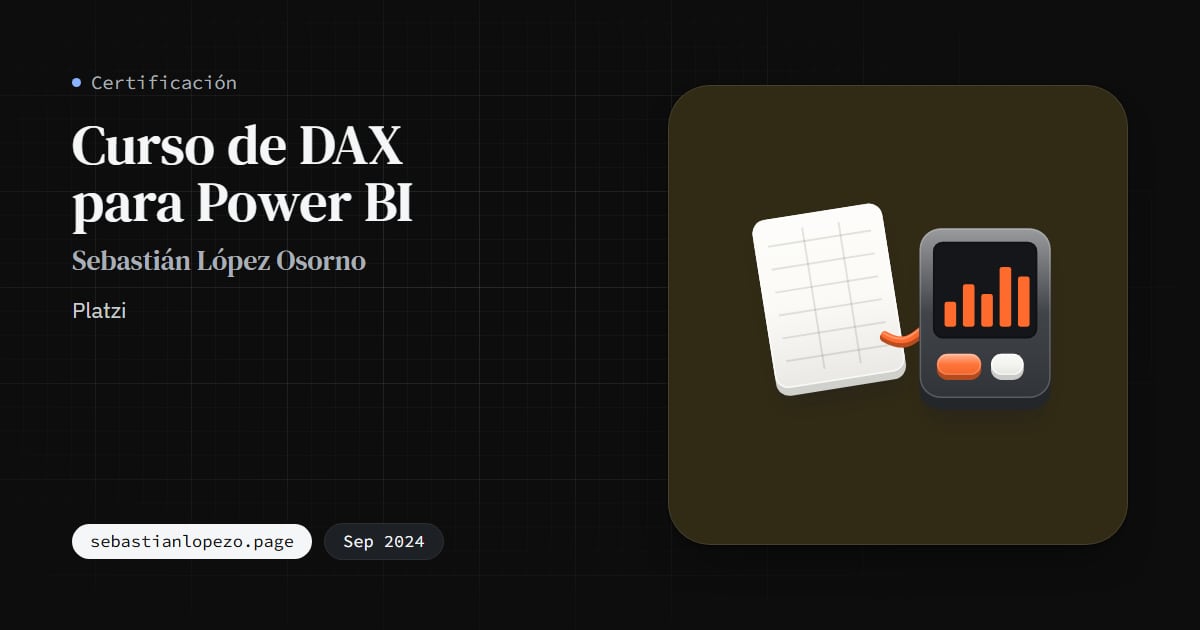 Certificación
Curso de DAX
para Power BI
Sebastián López Osorno
Platzi
sebastianlopezo.page
Sep 2024